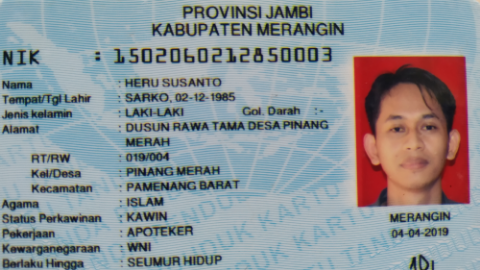 PROVINSI JAMBI
KABUPATEN MERANGIN
NIK : 1502060212850003
Nama : HERU SUSANTO
Tempat/Tgl Lahir : SARKO, 02-12-1985
Jenis kelamin : LAKI-LAKI Gol. Darah :-
Alamat : DUSUN RAWA TAMA DESA PINANG
MERAH
RT/RW : 019/004
Kel/Desa : PINANG MERAH
Kecamatan : PAMENANG BARAT
Agama : ISLAM
Status Perkawinan : KAWIN
Pekerjaan : APOTEKER
Kewarganegaraan : WNI
Berlaku Hingga : SEUMUR HIDUP
MERANGIN
04-04-2019